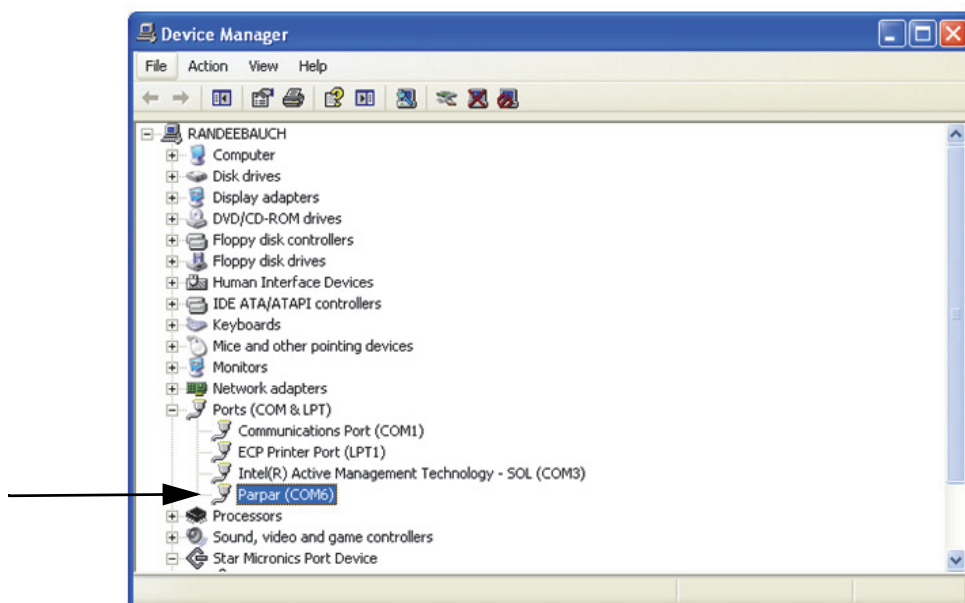 Device Manager
File Action View Help
RANDEEBAUCH
Computer
Disk drives
Display adapters
DVD/CD-ROM drives
Floppy disk controllers
Floppy disk drives
Human Interface Devices
IDE ATA/ATAPI controllers
Keyboards
Mice and other pointing devices
Monitors
Network adapters
Ports (COM & LPT)
Communications Port (COM1)
ECP Printer Port (LPT1)
Intel(R) Active Management Technology - SOL (COM3)
Parpar (COM6)
Processors
Sound, video and game controllers
Star Micronics Port Device